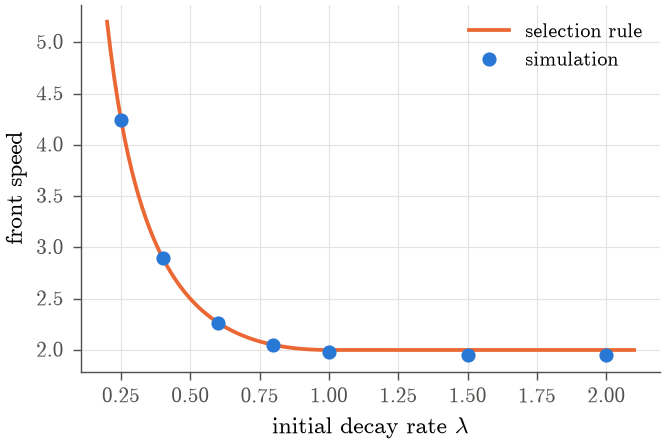 selection rule
simulation
front speed
5.0
4.5
4.0
3.5
3.0
2.5
2.0
0.25 0.50 0.75 1.00 1.25 1.50 1.75 2.00
initial decay rate λ